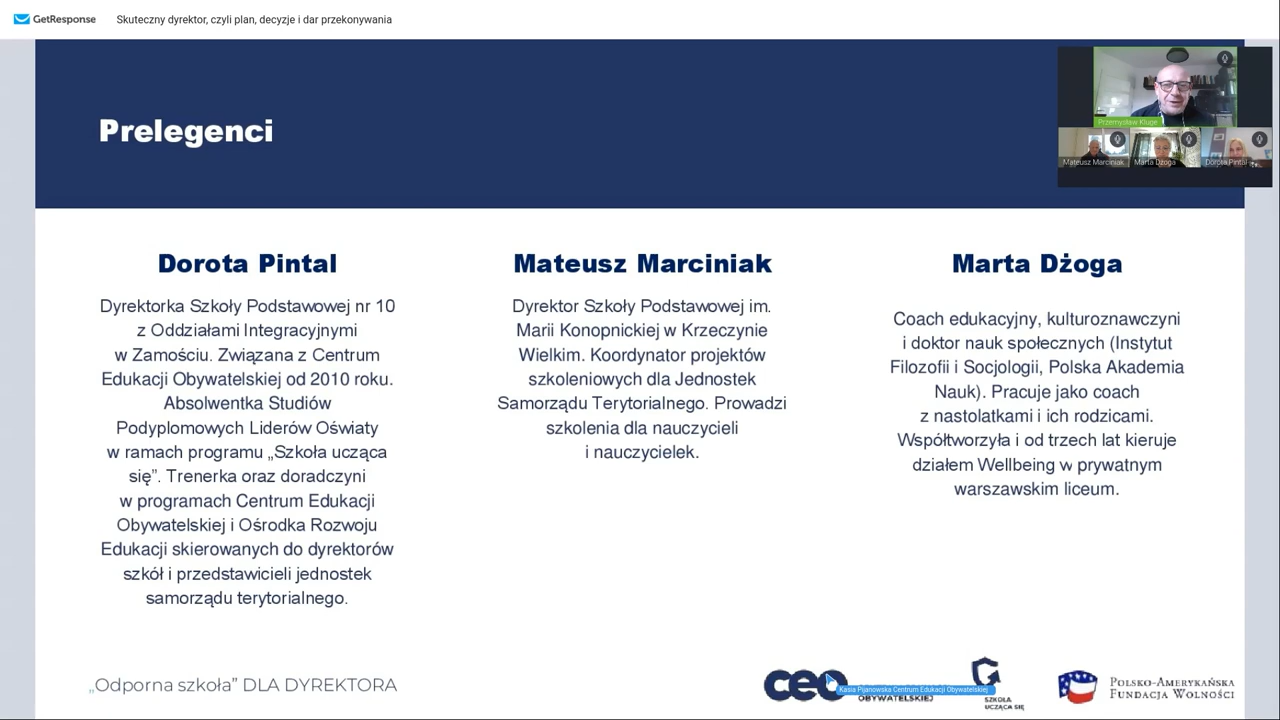 GetResponse
Skuteczny dyrektor, czyli plan, decyzje i dar przekonywania
Prelegenci
Przemysław Kluge
Mateusz Marciniak
Marta Dżoga
Dorota Pintal
Dorota Pintal
Dyrektorka Szkoły Podstawowej nr 10
z Oddziałami Integracyjnymi
w Zamościu. Związana z Centrum
Edukacji Obywatelskiej od 2010 roku.
Absolwentka Studiów
Podyplomowych Liderów Oświaty
w ramach programu „Szkoła ucząca
się”. Trenerka oraz doradczyni
w programach Centrum Edukacji
Obywatelskiej i Ośrodka Rozwoju
Edukacji skierowanych do dyrektorów
szkół i przedstawicieli jednostek
samorządu terytorialnego.
Mateusz Marciniak
Dyrektor Szkoły Podstawowej im.
Marii Konopnickiej w Krzeczynie
Wielkim. Koordynator projektów
szkoleniowych dla Jednostek
Samorządu Terytorialnego. Prowadzi
szkolenia dla nauczycieli
i nauczycielek.
Marta Dżoga
Coach edukacyjny, kulturoznawczyni
i doktor nauk społecznych (Instytut
Filozofii i Socjologii, Polska Akademia
Nauk). Pracuje jako coach
z nastolatkami i ich rodzicami.
Współtworzyła i od trzech lat kieruje
działem Wellbeing w prywatnym
warszawskim liceum.
„Odporna szkoła” DLA DYREKTORA
ceo
Kasia Pijanowska Centrum Edukacji Obywatelskiej
OBYWATELSKIEJ
SZKOŁA
UCZĄCA SIĘ
POLSKO-AMERYKAŃSKA
FUNDACJA WOLNOŚCI